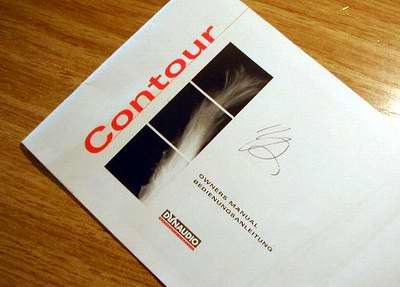 Contour
OWNERS MANUAL
BEDIENUNGSANLEITUNG
DYNAUDIO